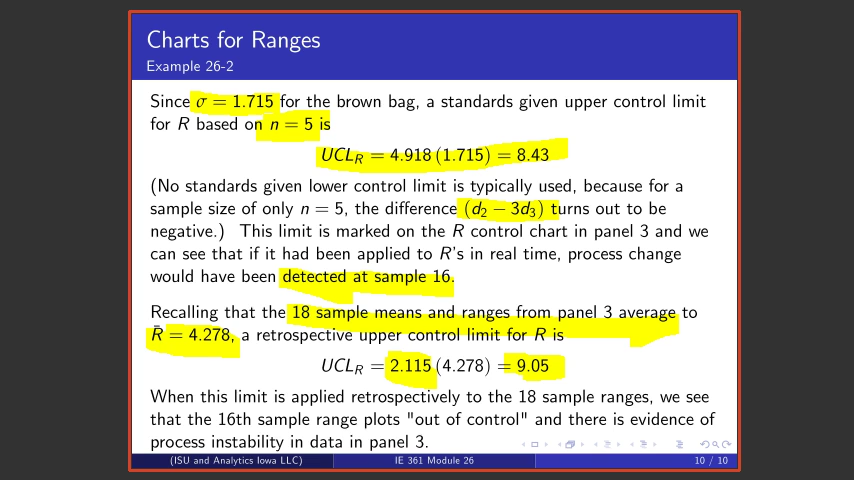 Charts for Ranges
Example 26-2
Since σ = 1.715 for the brown bag, a standards given upper control limit
for R based on n = 5 is
UCL_R = 4.918 (1.715) = 8.43
(No standards given lower control limit is typically used, because for a
sample size of only n = 5, the difference (d₂ − 3d₃) turns out to be
negative.) This limit is marked on the R control chart in panel 3 and we
can see that if it had been applied to R's in real time, process change
would have been detected at sample 16.
Recalling that the 18 sample means and ranges from panel 3 average to
R̄ = 4.278, a retrospective upper control limit for R is
UCL_R = 2.115 (4.278) = 9.05
When this limit is applied retrospectively to the 18 sample ranges, we see
that the 16th sample range plots "out of control" and there is evidence of
process instability in data in panel 3.
(ISU and Analytics Iowa LLC) IE 361 Module 26 10 / 10